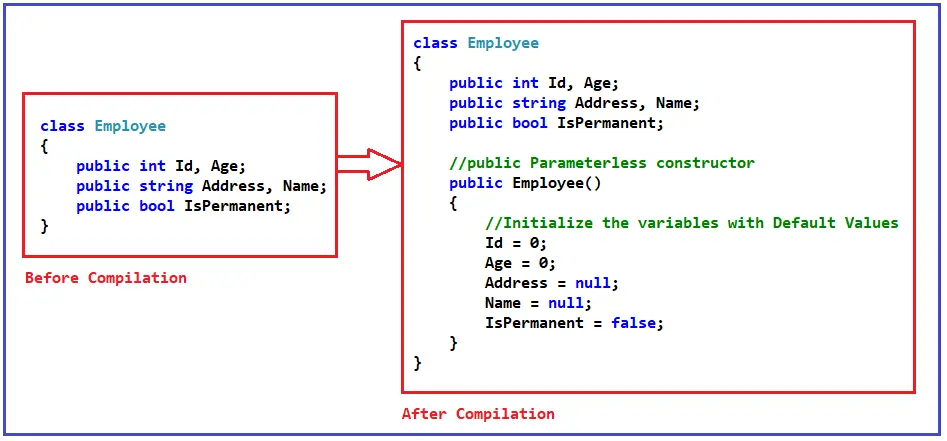 class Employee
{
    public int Id, Age;
    public string Address, Name;
    public bool IsPermanent;
}
Before Compilation
class Employee
{
    public int Id, Age;
    public string Address, Name;
    public bool IsPermanent;

    //public Parameterless constructor
    public Employee()
    {
        //Initialize the variables with Default Values
        Id = 0;
        Age = 0;
        Address = null;
        Name = null;
        IsPermanent = false;
    }
}
After Compilation